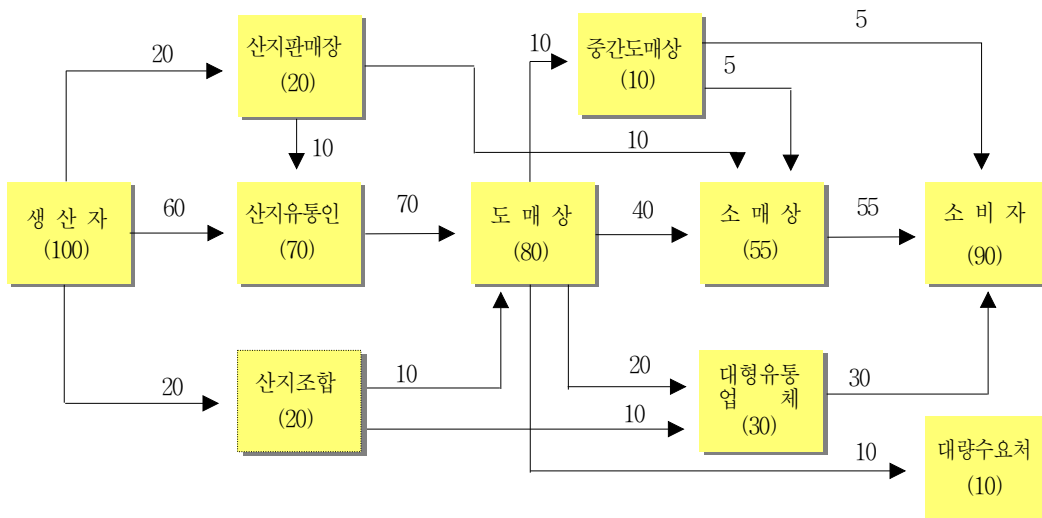 20
산지판매장
(20)
10
중간도매상
(10)
5
5
10
10
생 산 자
(100)
60
산지유통인
(70)
70
도 매 상
(80)
40
소 매 상
(55)
55
소 비 자
(90)
20
산지조합
(20)
10
10
20
대형유통
업 체
(30)
30
10
대량수요처
(10)